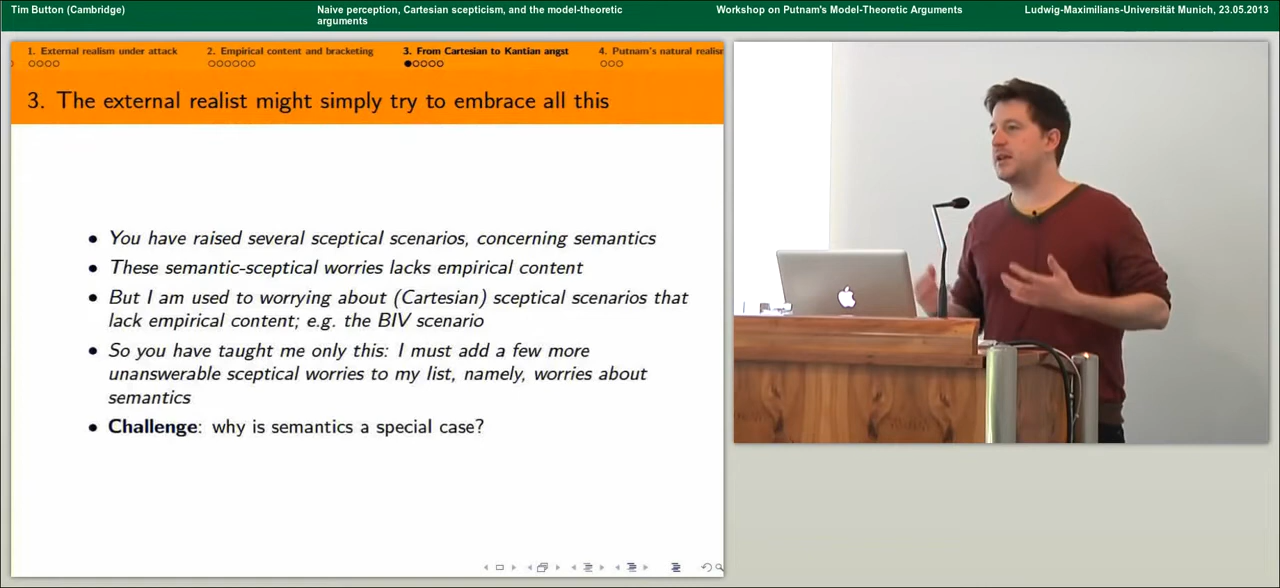 Tim Button (Cambridge)
Naive perception, Cartesian scepticism, and the model-theoretic
arguments
Workshop on Putnam's Model-Theoretic Arguments
Ludwig-Maximilians-Universität Munich, 23.05.2013
1. External realism under attack
2. Empirical content and bracketing
3. From Cartesian to Kantian angst
4. Putnam's natural realism
3. The external realist might simply try to embrace all this
• You have raised several sceptical scenarios, concerning semantics
• These semantic-sceptical worries lacks empirical content
• But I am used to worrying about (Cartesian) sceptical scenarios that
lack empirical content; e.g. the BIV scenario
• So you have taught me only this: I must add a few more
unanswerable sceptical worries to my list, namely, worries about
semantics
• Challenge: why is semantics a special case?